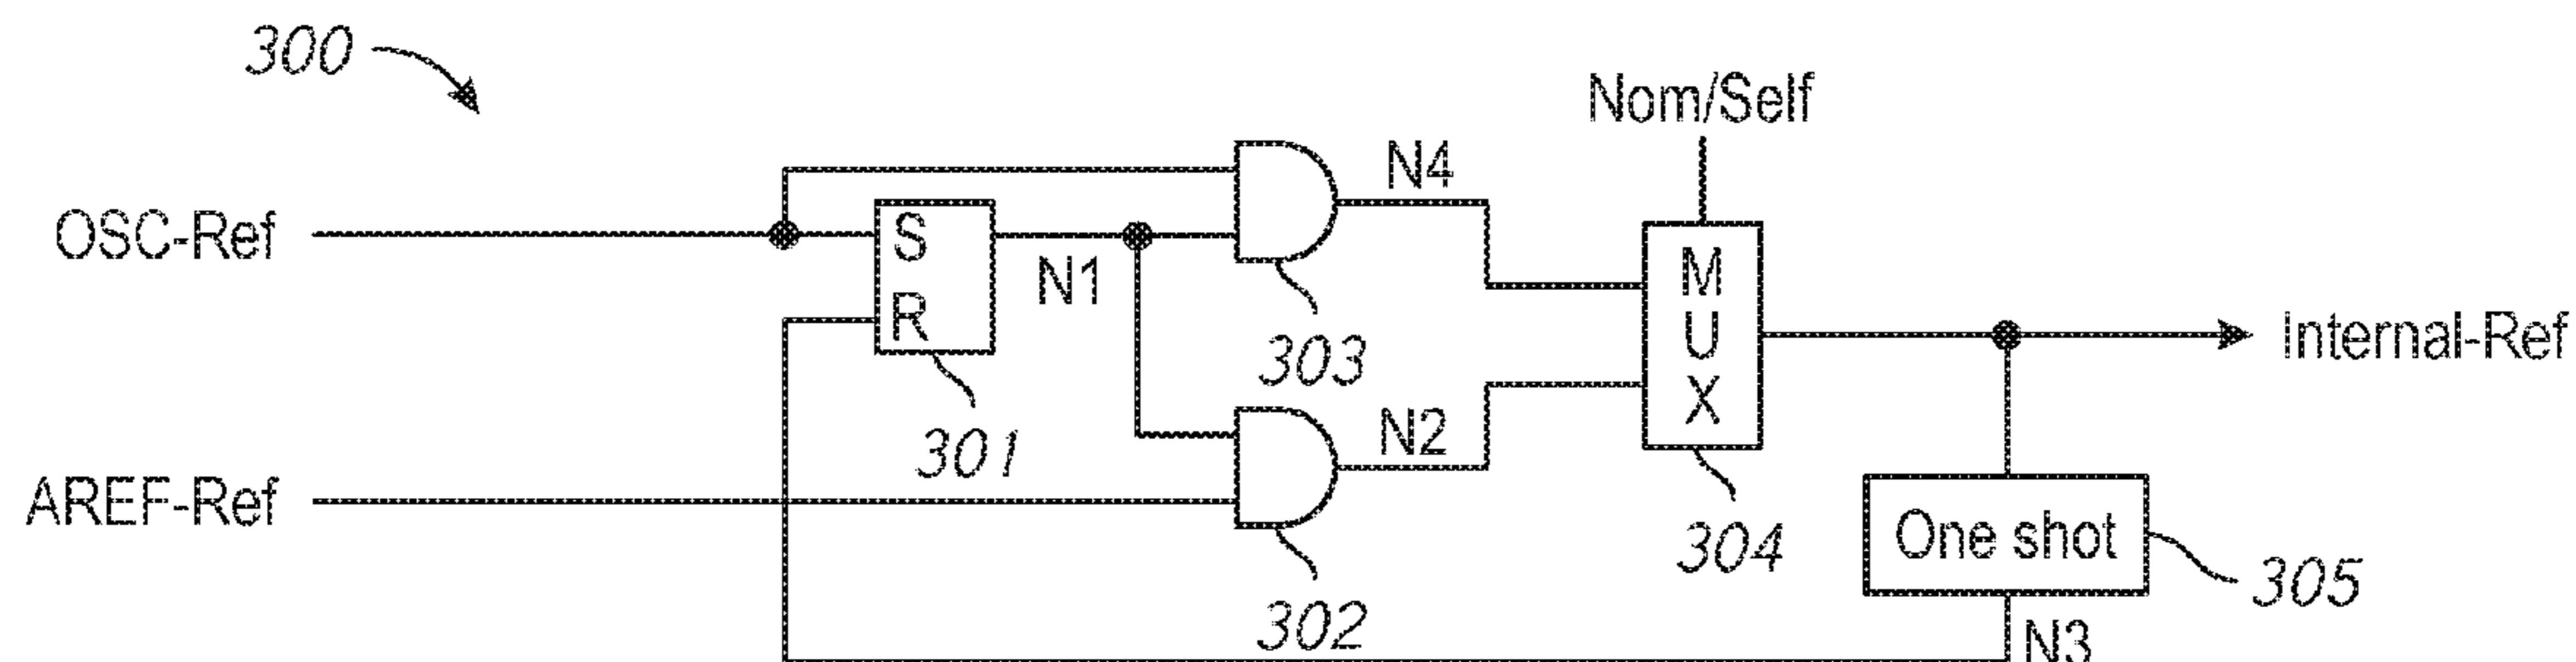 300
Nom/Self
OSC-Ref
S
R
N1
N4
303
301
MUX
Internal-Ref
AREF-Ref
N2
302
304
One shot
305
N3